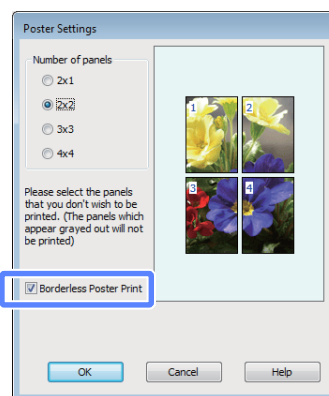 Poster Settings
Number of panels
2x1
2x2
3x3
4x4
Please select the panels
that you don't wish to be
printed. (The panels which
appear grayed out will not
be printed)
Borderless Poster Print
1
2
3
4
OK
Cancel
Help